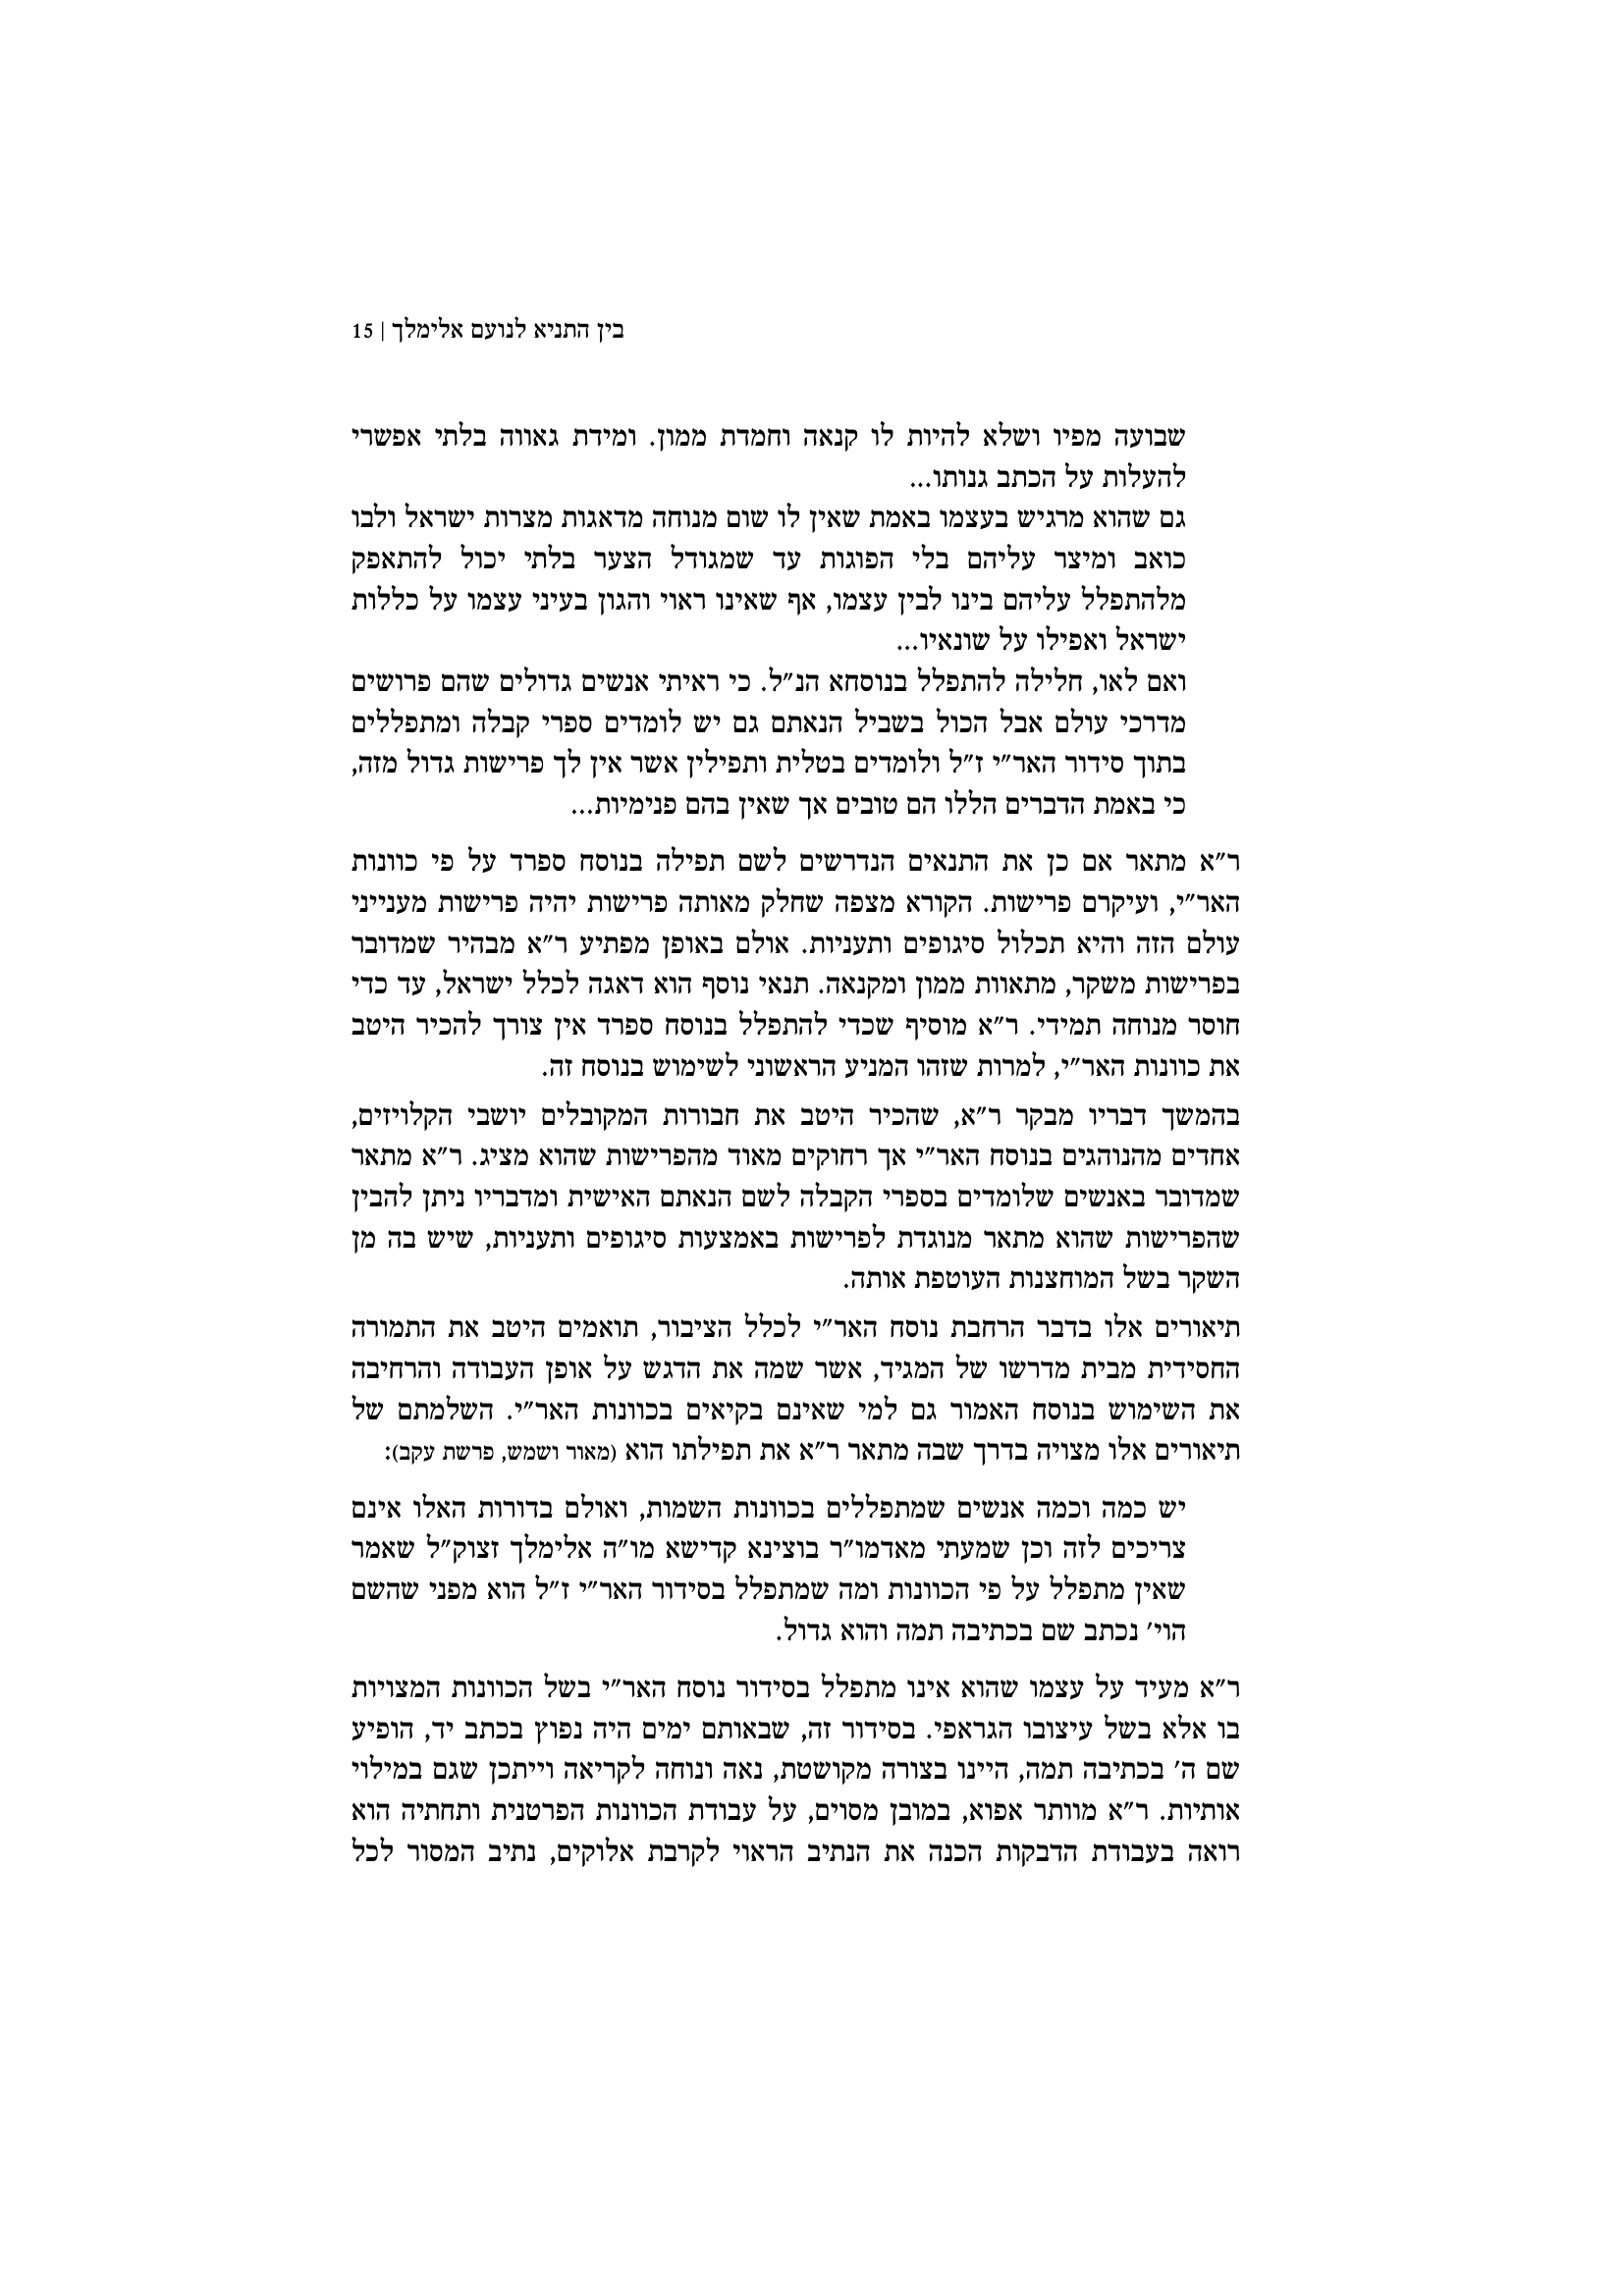 בין התניא לנועם אלימלך | 15
שבועה מפיו ושלא להיות לו קנאה וחמדת ממון. ומידת גאווה בלתי אפשרי
להעלות על הכתב גנותו...
גם שהוא מרגיש בעצמו באמת שאין לו שום מנוחה מדאגות מצרות ישראל ולבו
כואב ומיצר עליהם בלי הפוגות עד שמגודל הצער בלתי יכול להתאפק
מלהתפלל עליהם בינו לבין עצמו, אף שאינו ראוי והגון בעיני עצמו על כללות
ישראל ואפילו על שונאיו...
ואם לאו, חלילה להתפלל בנוסחא הנ״ל. כי ראיתי אנשים גדולים שהם פרושים
מדרכי עולם אבל הכול בשביל הנאתם גם יש לומדים ספרי קבלה ומתפללים
בתוך סידור האר״י ז״ל ולומדים בטלית ותפילין אשר אין לך פרישות גדול מזה,
כי באמת הדברים הללו הם טובים אך שאין בהם פנימיות...
ר״א מתאר אם כן את התנאים הנדרשים לשם תפילה בנוסח ספרד על פי כוונות
האר״י, ועיקרם פרישות. הקורא מצפה שחלק מאותה פרישות יהיה פרישות מענייני
עולם הזה והיא תכלול סיגופים ותעניות. אולם באופן מפתיע ר״א מבהיר שמדובר
בפרישות משקר, מתאוות ממון ומקנאה. תנאי נוסף הוא דאגה לכלל ישראל, עד כדי
חוסר מנוחה תמידי. ר״א מוסיף שכדי להתפלל בנוסח ספרד אין צורך להכיר היטב
את כוונות האר״י, למרות שזהו המניע הראשוני לשימוש בנוסח זה.
בהמשך דבריו מבקר ר״א, שהכיר היטב את חבורות המקובלים יושבי הקלויזים,
אחדים מהנוהגים בנוסח האר״י אך רחוקים מאוד מהפרישות שהוא מציג. ר״א מתאר
שמדובר באנשים שלומדים בספרי הקבלה לשם הנאתם האישית ומדבריו ניתן להבין
שהפרישות שהוא מתאר מנוגדת לפרישות באמצעות סיגופים ותעניות, שיש בה מן
השקר בשל המוחצנות העוטפת אותה.
תיאורים אלו בדבר הרחבת נוסח האר״י לכלל הציבור, תואמים היטב את התמורה
החסידית מבית מדרשו של המגיד, אשר שמה את הדגש על אופן העבודה והרחיבה
את השימוש בנוסח האמור גם למי שאינם בקיאים בכוונות האר״י. השלמתם של
תיאורים אלו מצויה בדרך שבה מתאר ר״א את תפילתו הוא (מאור ושמש, פרשת עקב):
יש כמה וכמה אנשים שמתפללים בכוונות השמות, ואולם בדורות האלו אינם
צריכים לזה וכן שמעתי מאדמו״ר בוצינא קדישא מו״ה אלימלך זצוק״ל שאמר
שאין מתפלל על פי הכוונות ומה שמתפלל בסידור האר״י ז״ל הוא מפני שהשם
הוי׳ נכתב שם בכתיבה תמה והוא גדול.
ר״א מעיד על עצמו שהוא אינו מתפלל בסידור נוסח האר״י בשל הכוונות המצויות
בו אלא בשל עיצובו הגראפי. בסידור זה, שבאותם ימים היה נפוץ בכתב יד, הופיע
שם ה׳ בכתיבה תמה, היינו בצורה מקושטת, נאה ונוחה לקריאה וייתכן שגם במילוי
אותיות. ר״א מוותר אפוא, במובן מסוים, על עבודת הכוונות הפרטנית ותחתיה הוא
רואה בעבודת הדבקות הכנה את הנתיב הראוי לקרבת אלוקים, נתיב המסור לכל